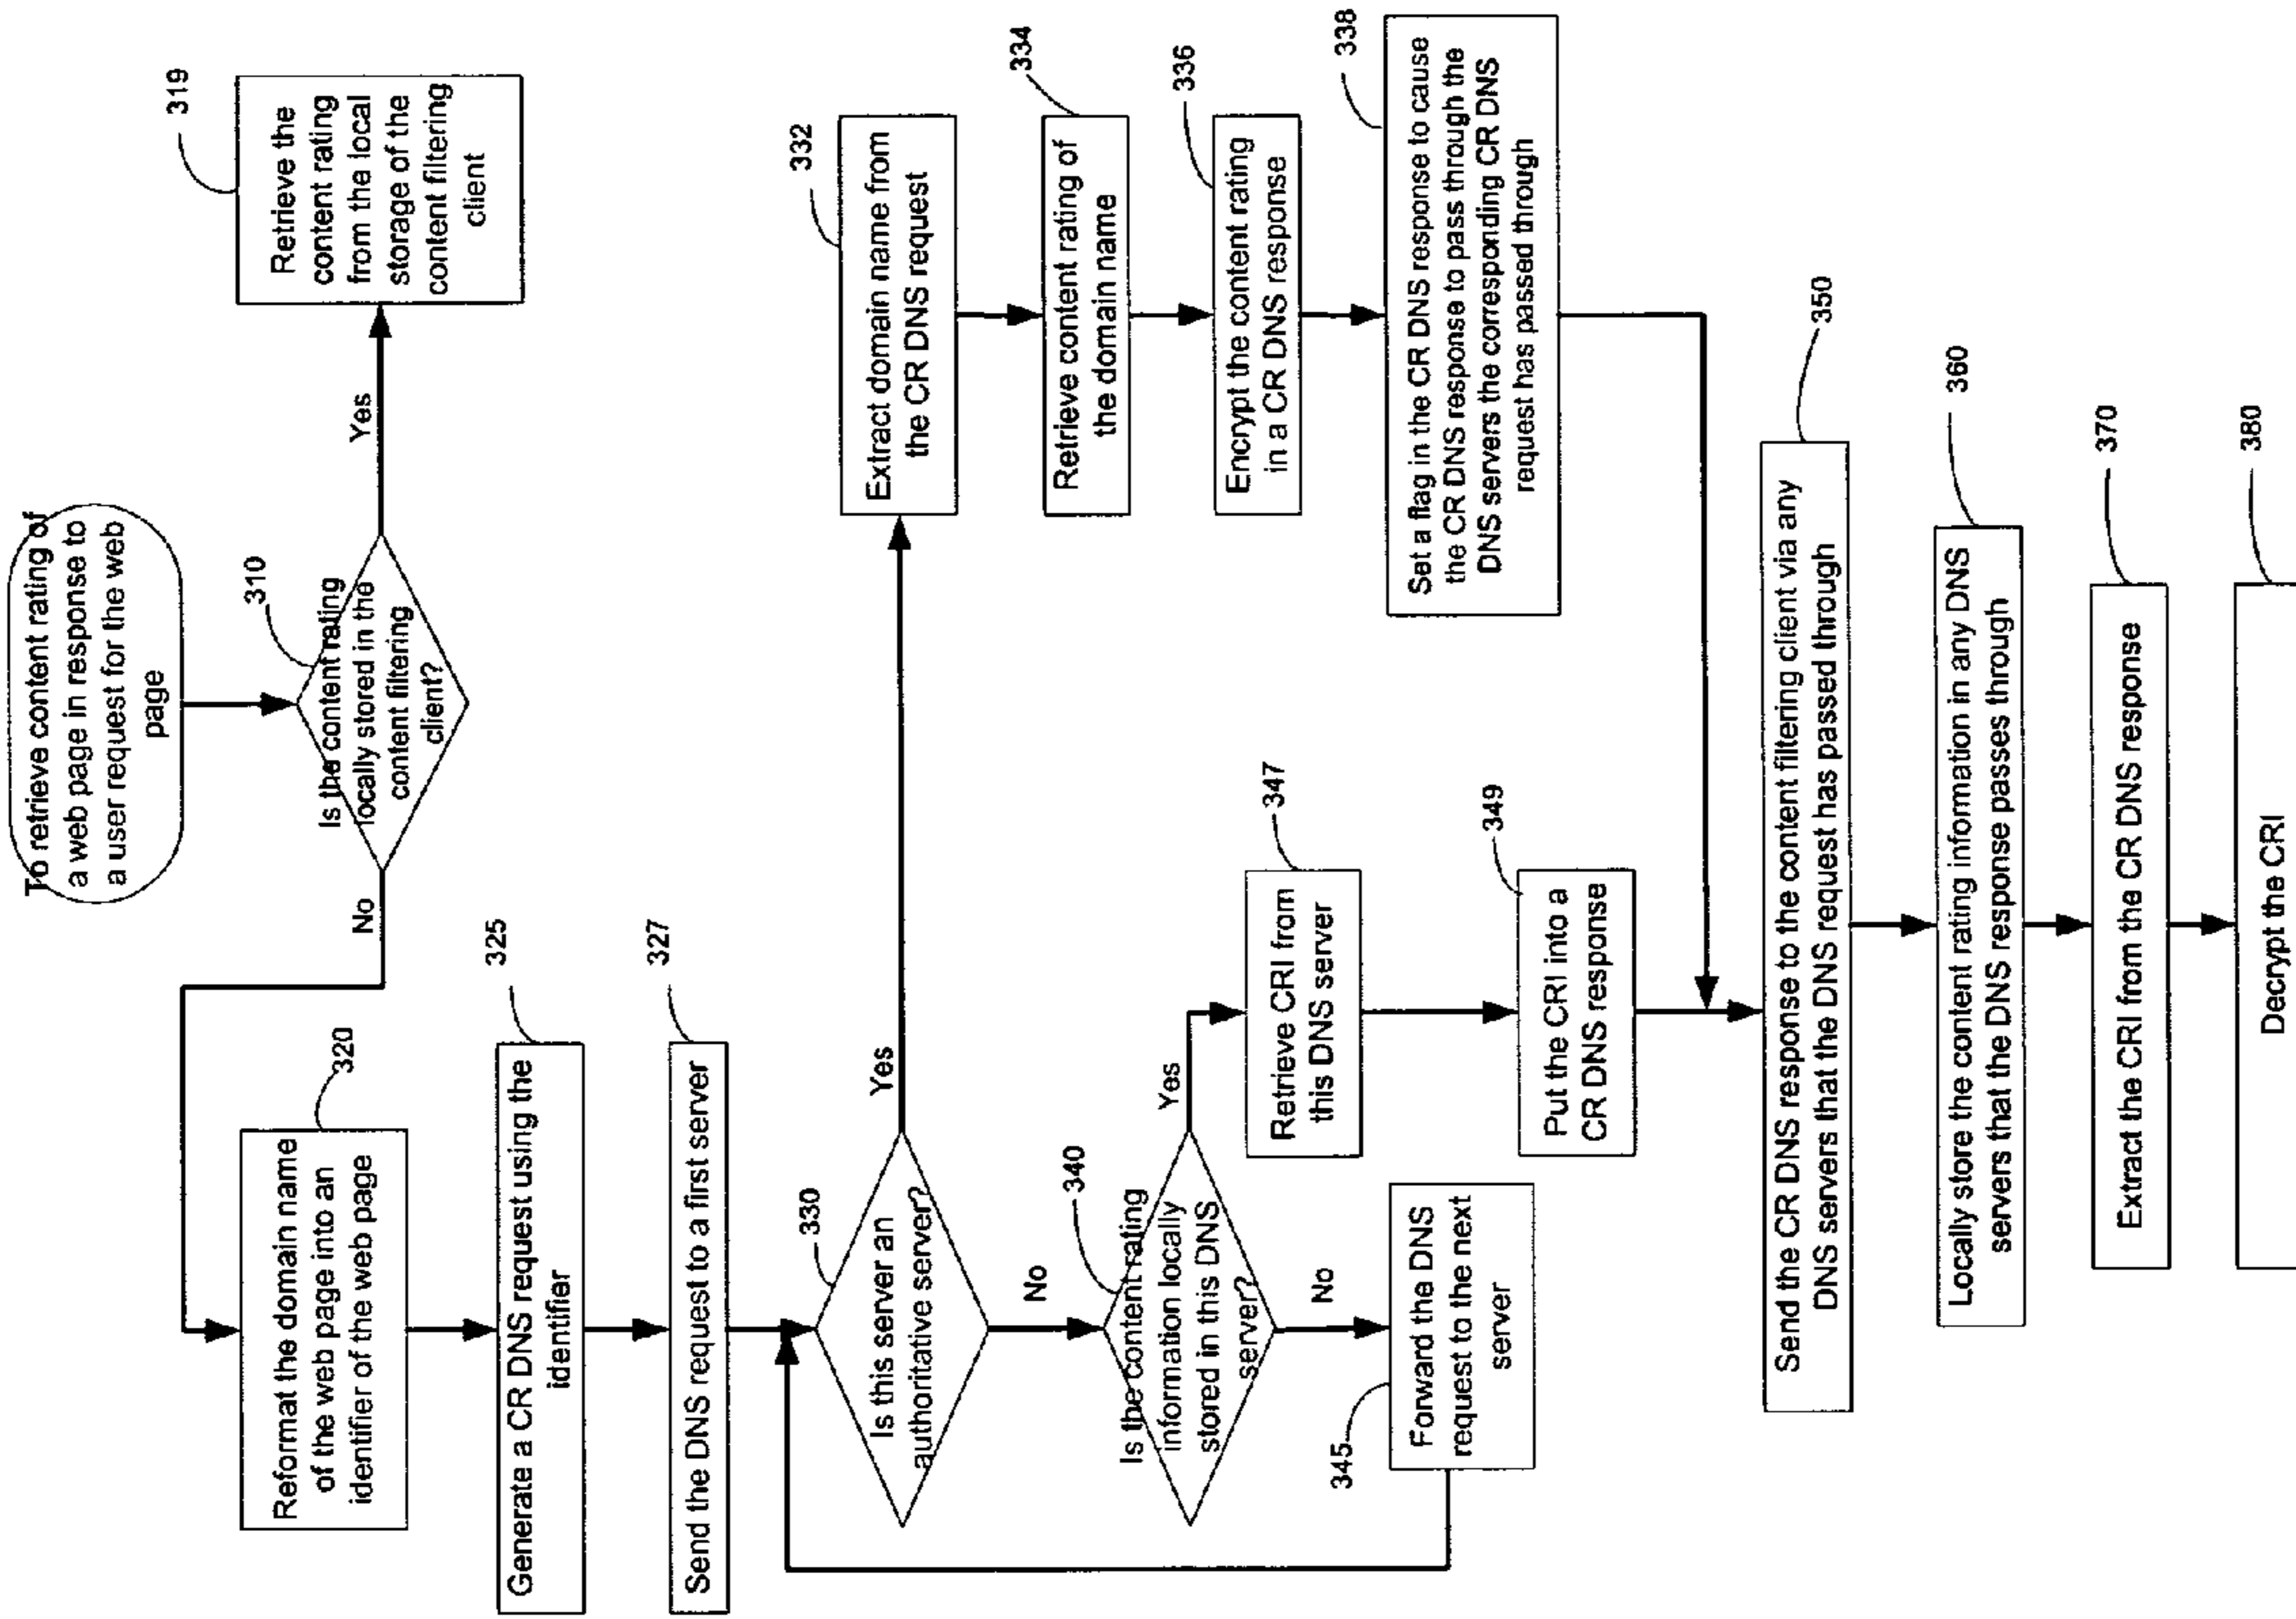 To retrieve content rating of
a web page in response to
a user request for the web
page
310
Is the content rating
locally stored in the
content filtering
client?
Yes
319
Retrieve the
content rating
from the local
storage of the
content filtering
client
No
320
Reformat the domain name
of the web page into an
identifier of the web page
325
Generate a CR DNS request using the
identifier
327
Send the DNS request to a first server
330
Is this server an
authoritative server?
Yes
332
Extract domain name from
the CR DNS request
334
Retrieve content rating of
the domain name
336
Encrypt the content rating
in a CR DNS response
338
Set a flag in the CR DNS response to cause
the CR DNS response to pass through the
DNS servers the corresponding CR DNS
request has passed through
No
340
Is the content rating
information locally
stored in this DNS
server?
Yes
347
Retrieve CRI from
this DNS server
349
Put the CRI into a
CR DNS response
No
345
Forward the DNS
request to the next
server
350
Send the CR DNS response to the content filtering client via any
DNS servers that the DNS request has passed through
360
Locally store the content rating information in any DNS
servers that the DNS response passes through
370
Extract the CRI from the CR DNS response
380
Decrypt the CRI